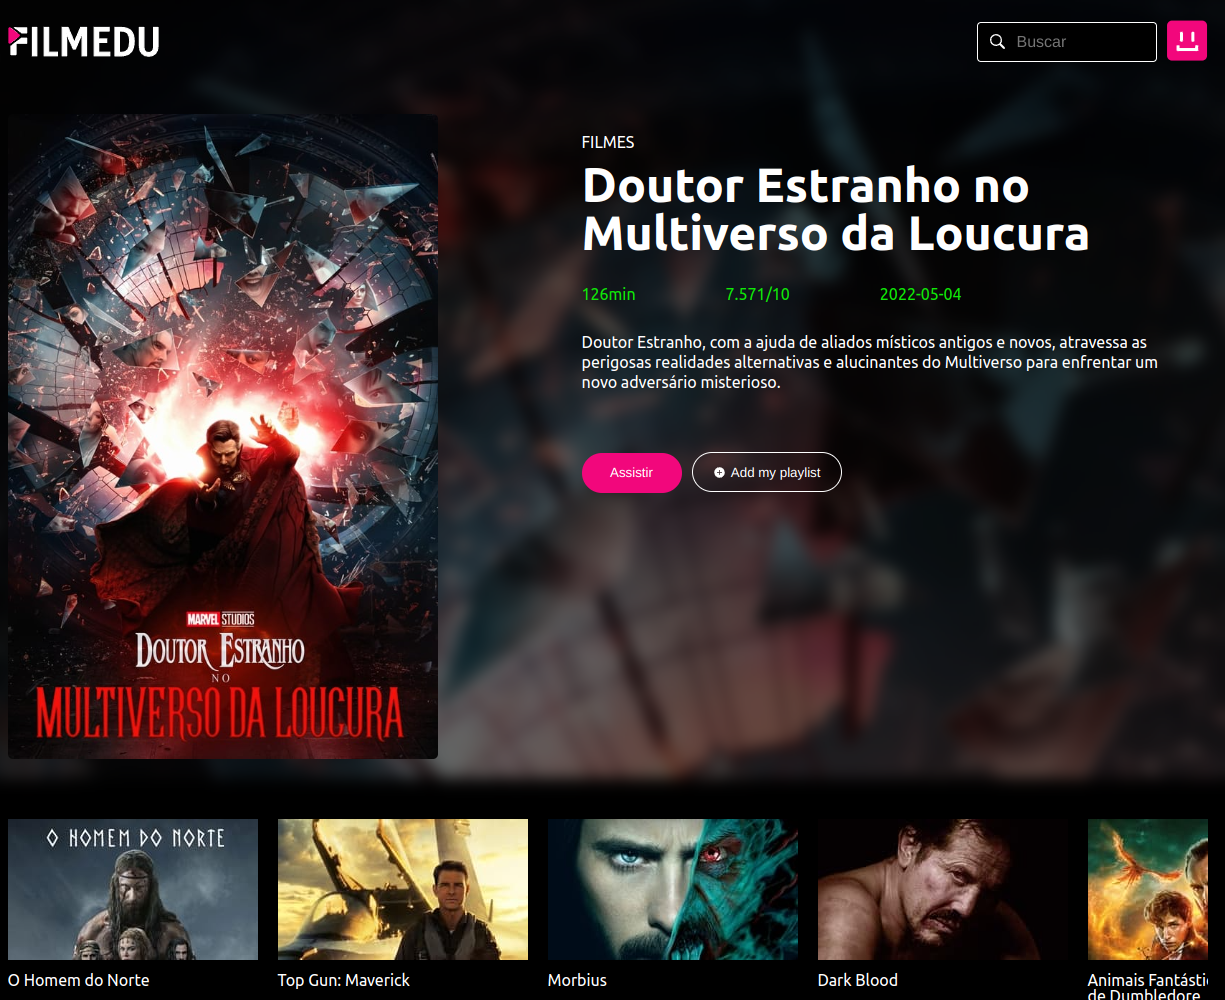 FILMEDU
Buscar
FILMES
Doutor Estranho no
Multiverso da Loucura
126min
7.571/10
2022-05-04
Doutor Estranho, com a ajuda de aliados místicos antigos e novos, atravessa as
perigosas realidades alternativas e alucinantes do Multiverso para enfrentar um
novo adversário misterioso.
Assistir
Add my playlist
MARVEL STUDIOS
DOUTOR ESTRANHO
NO
MULTIVERSO DA LOUCURA
O HOMEM DO NORTE
O Homem do Norte
Top Gun: Maverick
Morbius
Dark Blood
Animais Fantásti
de Dumbledore